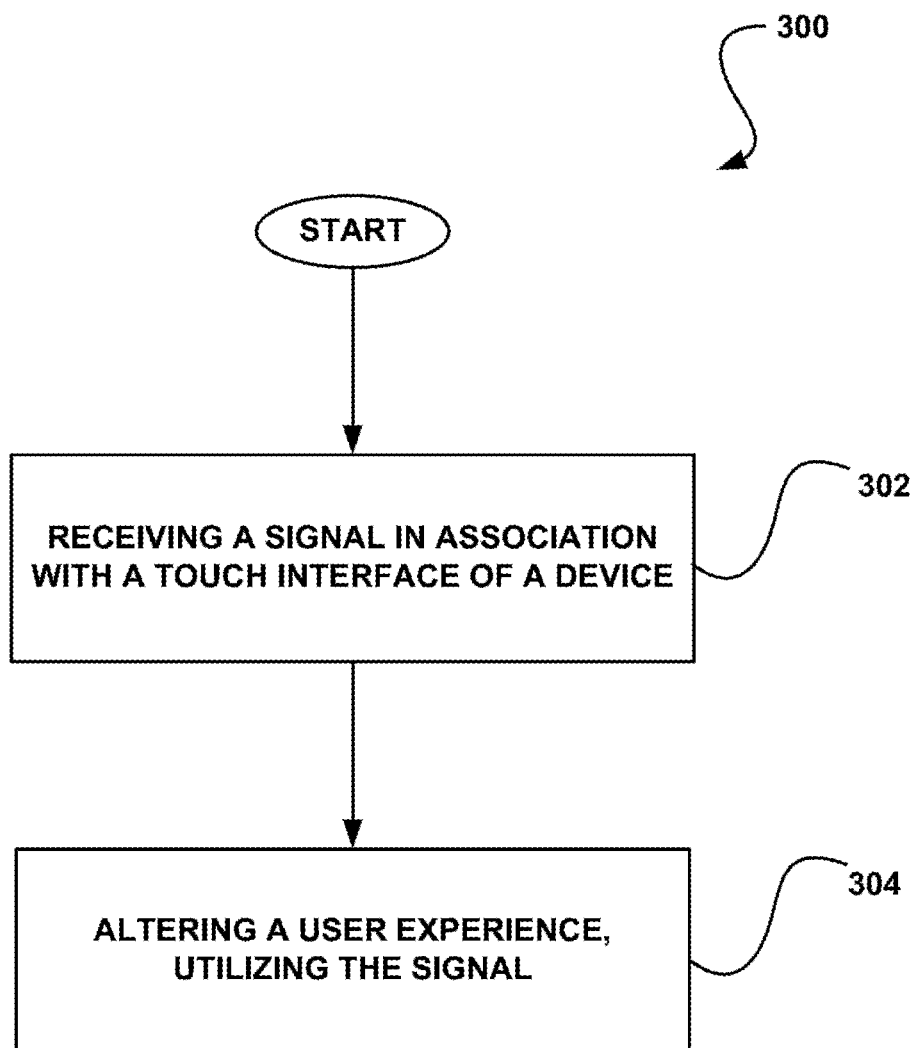 300
START
RECEIVING A SIGNAL IN ASSOCIATION
WITH A TOUCH INTERFACE OF A DEVICE
302
ALTERING A USER EXPERIENCE,
UTILIZING THE SIGNAL
304